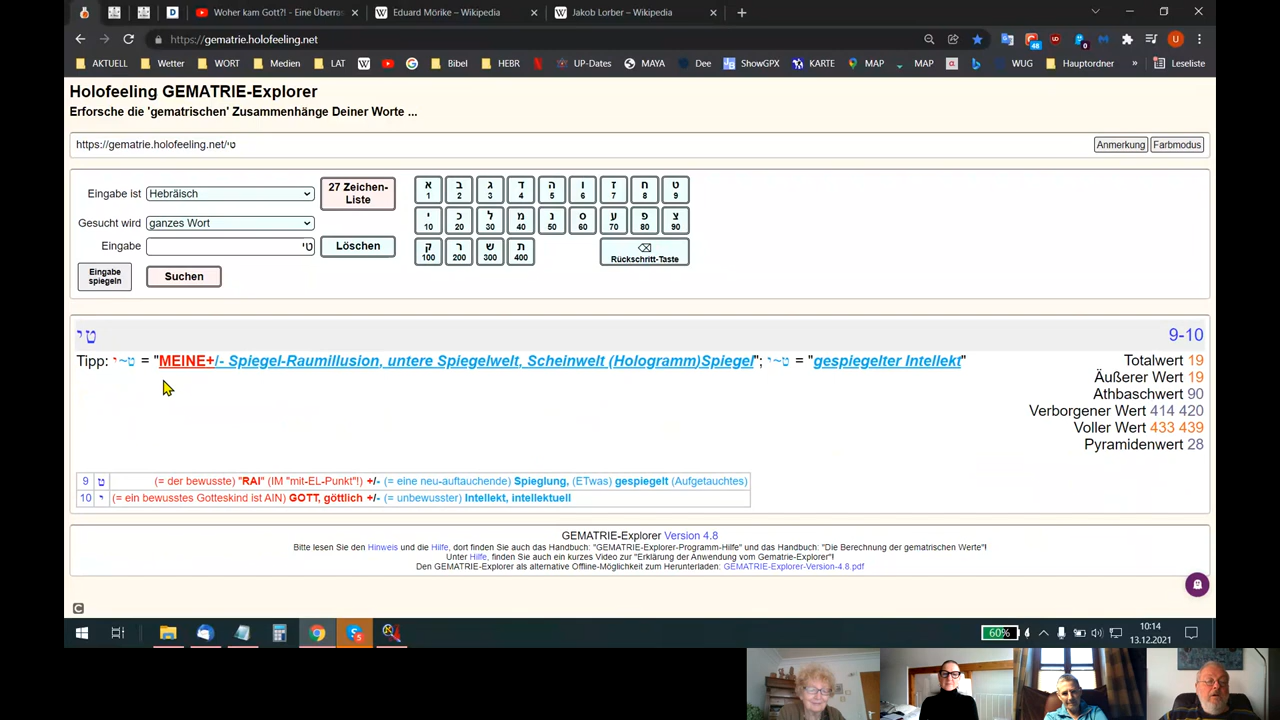 Woher kam Gott?! - Eine Überras
Eduard Mörike – Wikipedia
Jakob Lorber – Wikipedia
https://gematrie.holofeeling.net
AKTUELL Wetter WORT Medien LAT Bibel HEBR UP-Dates MAYA Dee ShowGPX KARTE MAP MAP WUG Hauptordner » Leseliste
Holofeeling GEMATRIE-Explorer
Erforsche die 'gematrischen' Zusammenhänge Deiner Worte ...
https://gematrie.holofeeling.net/טי
Anmerkung Farbmodus
Eingabe ist Hebräisch
27 Zeichen-Liste
Gesucht wird ganzes Wort
Eingabe טי Löschen
Eingabe spiegeln Suchen
א ב ג ד ה ו ז ח ט
1 2 3 4 5 6 7 8 9
י כ ל מ נ ס ע פ צ
10 20 30 40 50 60 70 80 90
ק ר ש ת ⌫
100 200 300 400 Rückschritt-Taste
טי 9-10
Tipp: ט~י = "MEINE+/- Spiegel-Raumillusion, untere Spiegelwelt, Scheinwelt (Hologramm)Spiegel"; ט~י = "gespiegelter Intellekt"
Totalwert 19
Äußerer Wert 19
Athbaschwert 90
Verborgener Wert 414 420
Voller Wert 433 439
Pyramidenwert 28
9 ט (= der bewusste) "RAI" (IM "mit-EL-Punkt"!) +/- (= eine neu-auftauchende) Spieglung, (ETwas) gespiegelt (Aufgetauchtes)
10 י (= ein bewusstes Gotteskind ist AIN) GOTT, göttlich +/- (= unbewusster) Intellekt, intellektuell
GEMATRIE-Explorer Version 4.8
Bitte lesen Sie den Hinweis und die Hilfe, dort finden Sie auch das Handbuch: "GEMATRIE-Explorer-Programm-Hilfe" und das Handbuch: "Die Berechnung der gematrischen Werte"!
Unter Hilfe, finden Sie auch ein kurzes Video zur "Erklärung der Anwendung vom Gematrie-Explorer"!
Den GEMATRIE-Explorer als alternative Offline-Möglichkeit zum Herunterladen: GEMATRIE-Explorer-Version-4.8.pdf
60%
10:14
13.12.2021